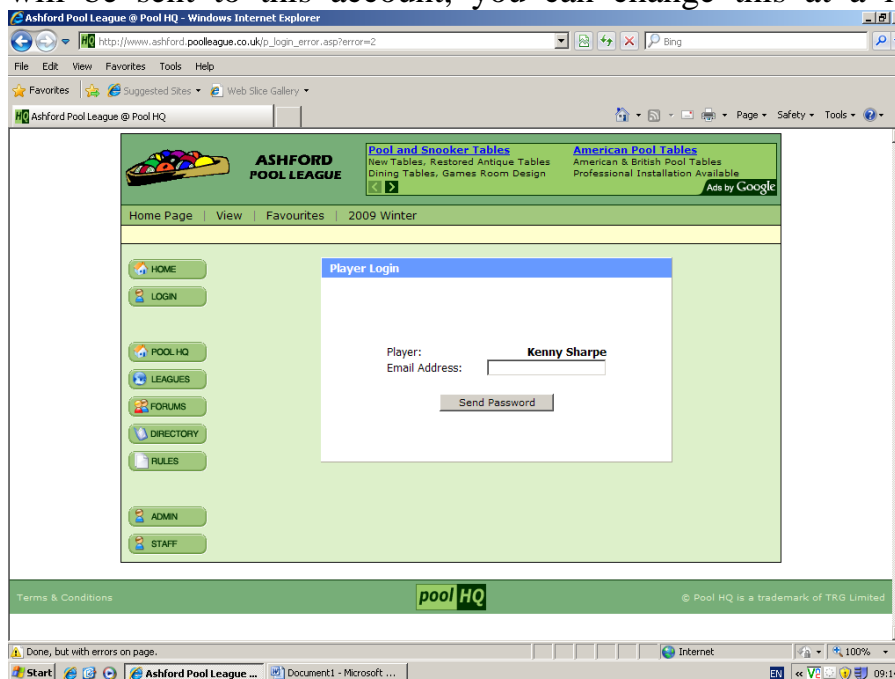 will be sent to this account, you can change this at a
Ashford Pool League @ Pool HQ - Windows Internet Explorer
http://www.ashford.poolleague.co.uk/p_login_error.asp?error=2
Bing
File Edit View Favorites Tools Help
Favorites Suggested Sites Web Slice Gallery
Ashford Pool League @ Pool HQ
Page Safety Tools
ASHFORD
POOL LEAGUE
Pool and Snooker Tables
New Tables, Restored Antique Tables
Dining Tables, Games Room Design
American Pool Tables
American & British Pool Tables
Professional Installation Available
Ads by Google
Home Page | View | Favourites | 2009 Winter
HOME
LOGIN
POOL HQ
LEAGUES
FORUMS
DIRECTORY
RULES
ADMIN
STAFF
Player Login
Player: Kenny Sharpe
Email Address:
Send Password
Terms & Conditions
pool HQ
© Pool HQ is a trademark of TRG Limited
Done, but with errors on page.
Internet
100%
Start
Ashford Pool League ...
Document1 - Microsoft ...
EN